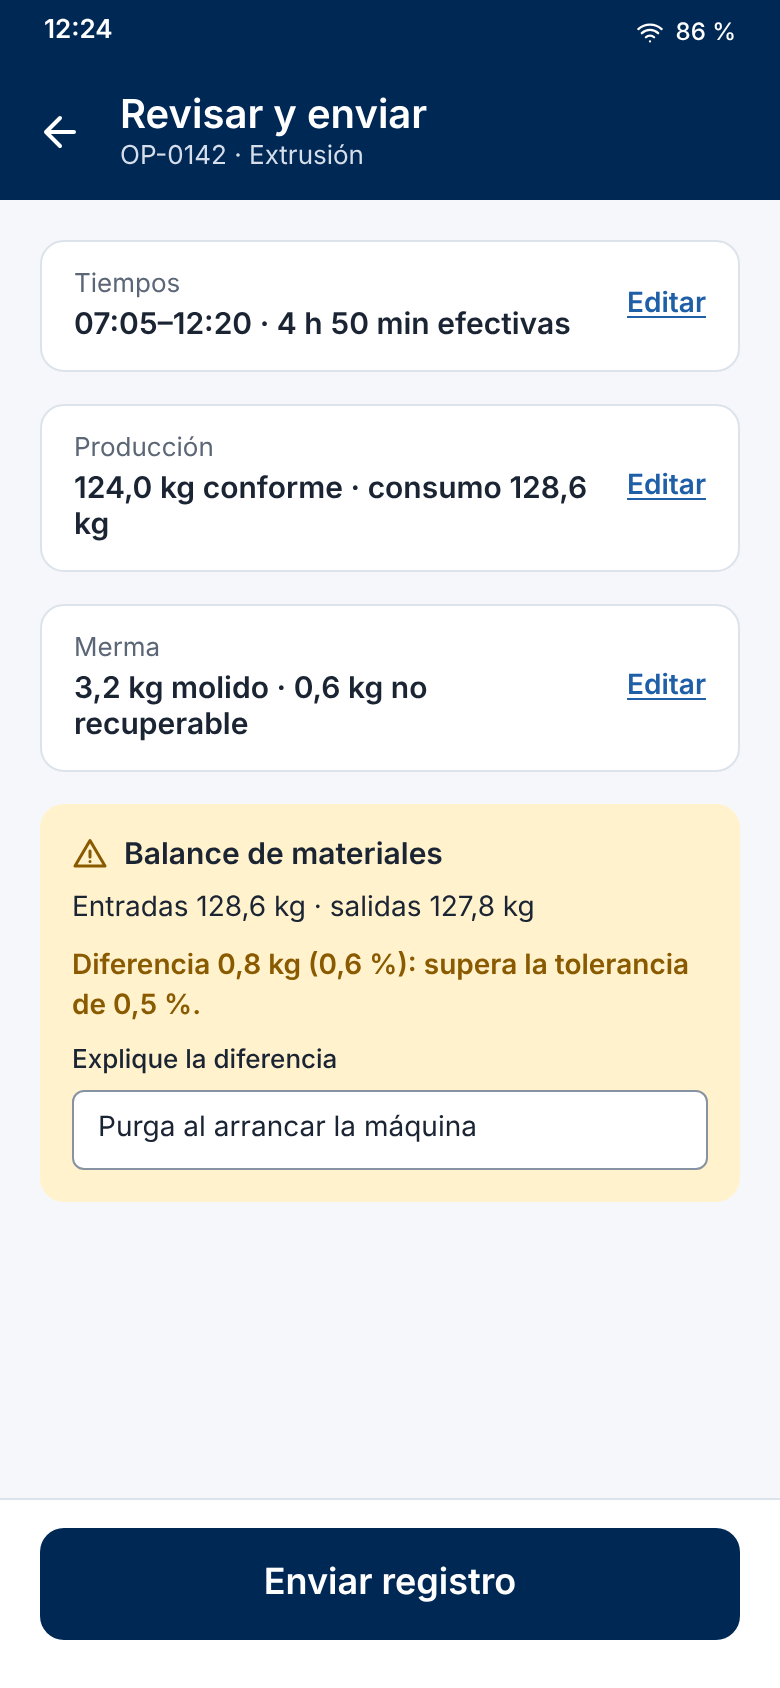 12:24
86 %
Revisar y enviar
OP-0142 · Extrusión
Tiempos
07:05–12:20 · 4 h 50 min efectivas
Editar
Producción
124,0 kg conforme · consumo 128,6
kg
Editar
Merma
3,2 kg molido · 0,6 kg no
recuperable
Editar
Balance de materiales
Entradas 128,6 kg · salidas 127,8 kg
Diferencia 0,8 kg (0,6 %): supera la tolerancia
de 0,5 %.
Explique la diferencia
Purga al arrancar la máquina
Enviar registro